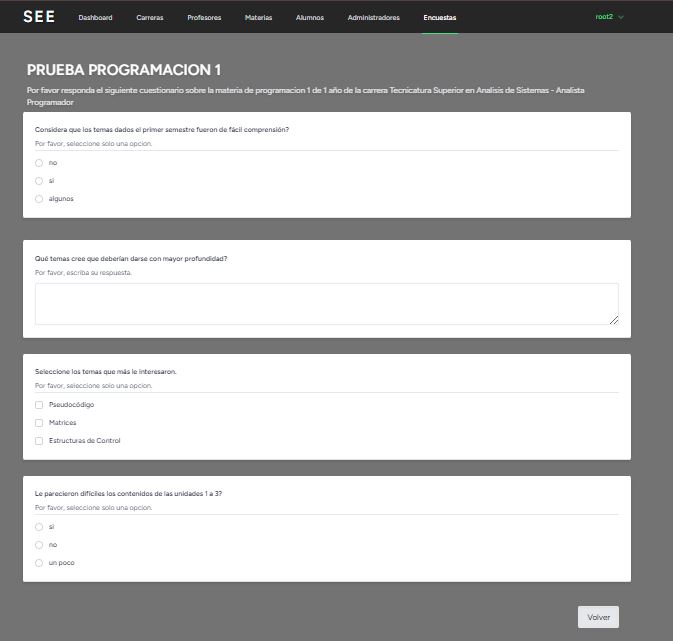 SEE Dashboard Carreras Profesores Materias Alumnos Administradores Encuestas root2
PRUEBA PROGRAMACION 1
Por favor responda el siguiente cuestionario sobre la materia de programacion 1 de 1 año de la carrera Tecnicatura Superior en Analisis de Sistemas - Analista
Programador
Considera que los temas dados el primer semestre fueron de fácil comprensión?
Por favor, seleccione solo una opcion.
no
si
algunos
Qué temas cree que deberían darse con mayor profundidad?
Por favor, escriba su respuesta.
Seleccione los temas que más le interesaron.
Por favor, seleccione solo una opcion.
Pseudocódigo
Matrices
Estructuras de Control
Le parecieron difíciles los contenidos de las unidades 1 a 3?
Por favor, seleccione solo una opcion.
si
no
un poco
Volver